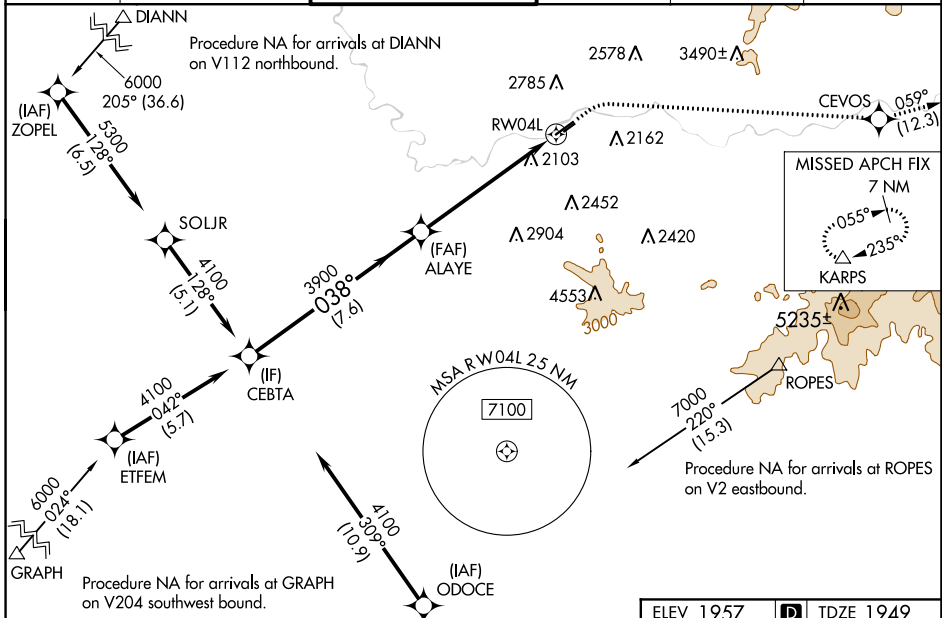 DIANN
Procedure NA for arrivals at DIANN
on V112 northbound.
6000
205° (36.6)
(IAF)
ZOPEL
5300
128°
(6.5)
SOLJR
4100
128°
(5.1)
2578
3490±
2785
RW04L
2103
2162
CEVOS
059°
(12.3)
MISSED APCH FIX
7 NM
055°
235°
KARPS
2452
2904
2420
(FAF)
ALAYE
3900
038°
(7.6)
4553
3000
5235±
(IF)
CEBTA
4100
042°
(5.7)
(IAF)
ETFEM
MSA RW04L 25 NM
7100
ROPES
7000
220°
(15.3)
Procedure NA for arrivals at ROPES
on V2 eastbound.
6000
024°
(18.1)
GRAPH
4100
309°
(10.9)
(IAF)
ODOCE
Procedure NA for arrivals at GRAPH
on V204 southwest bound.
ELEV 1957
D
TDZE 1949